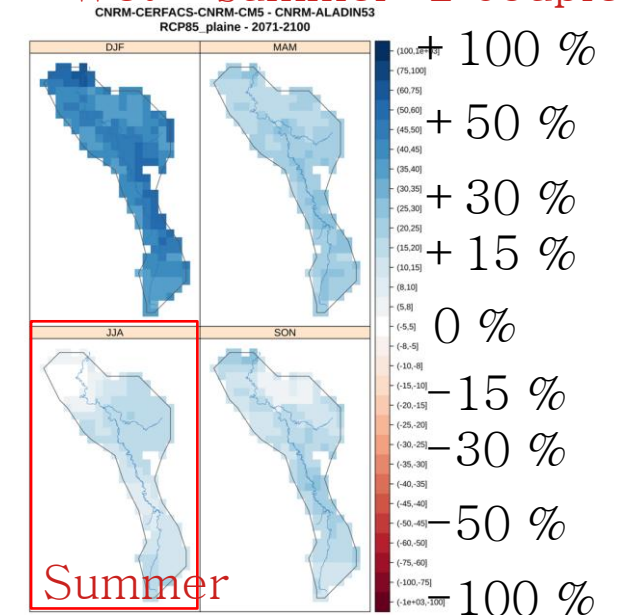 Wet summer 2 couple
CNRM-CERFACS-CNRM-CM5 - CNRM-ALADIN53
RCP85_plaine - 2071-2100
DJF
MAM
JJA
SON
Summer
(100,1e+03]
(75,100]
(60,75]
(50,60]
(45,50]
(40,45]
(35,40]
(30,35]
(25,30]
(20,25]
(15,20]
(10,15]
(8,10]
(5,8]
(-5,5]
(-8,-5]
(-10,-8]
(-15,-10]
(-20,-15]
(-25,-20]
(-30,-25]
(-35,-30]
(-40,-35]
(-45,-40]
(-50,-45]
(-60,-50]
(-75,-60]
(-100,-75]
(-1e+03,-100]
+ 100 %
+ 50 %
+ 30 %
+ 15 %
0 %
-15 %
-30 %
-50 %
-100 %